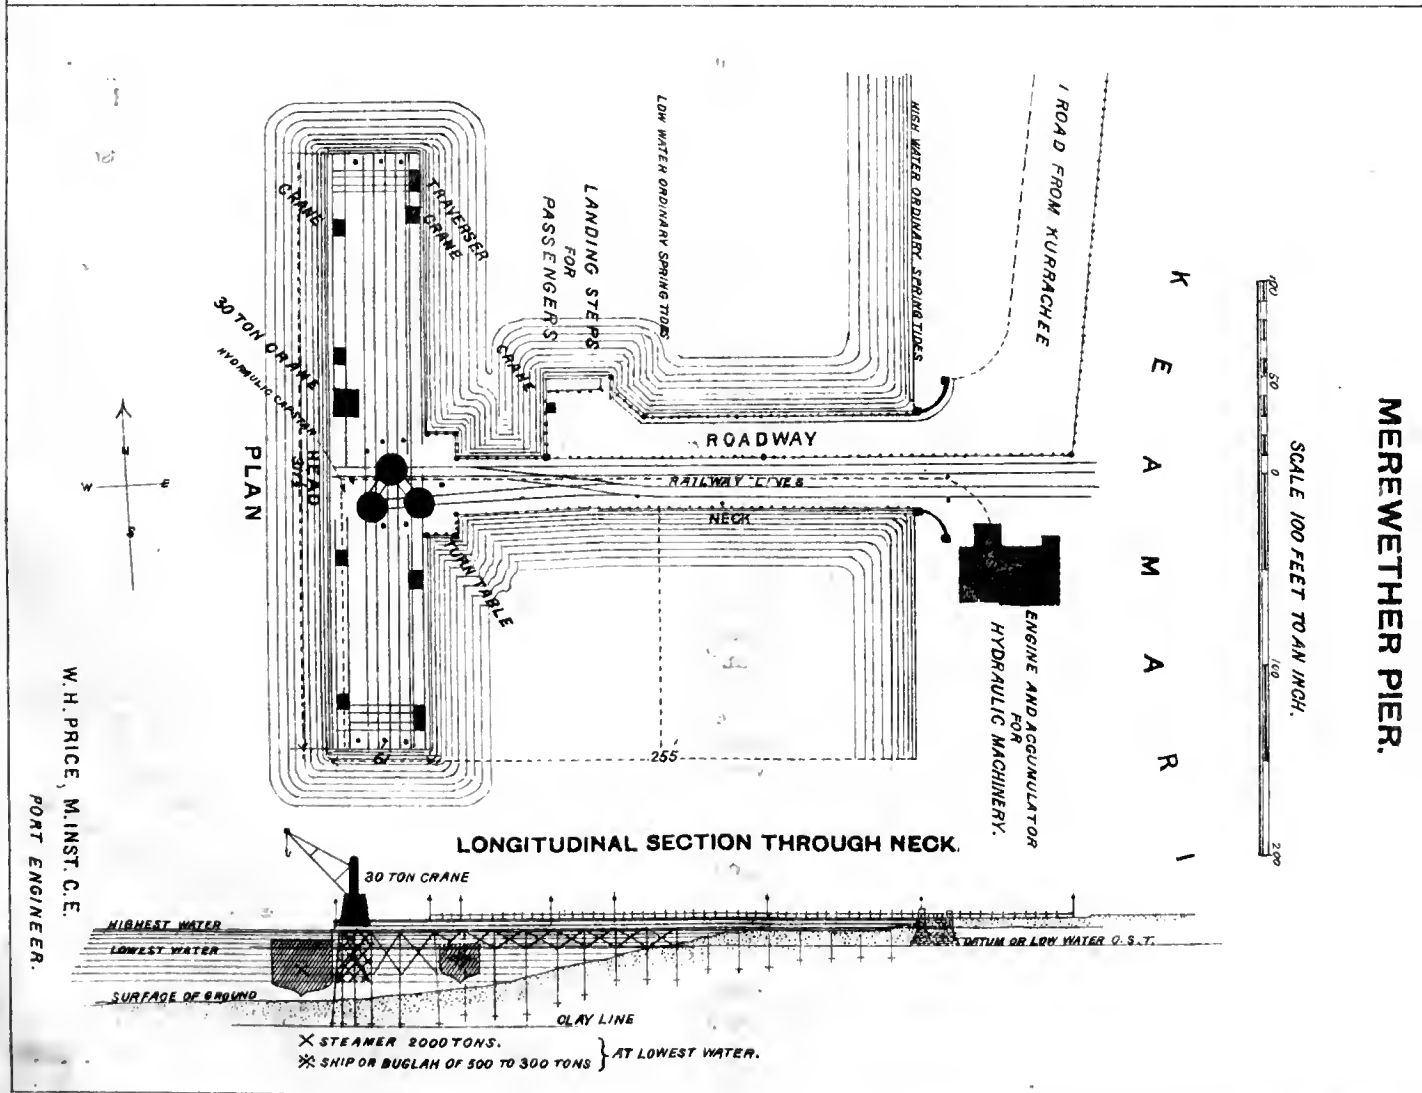 MEREWETHER PIER.
SCALE 100 FEET TO AN INCH.
100 50 0 100 200
KEAMARI
ROAD FROM KURRACHEE
HIGH WATER ORDINARY SPRING TIDES
LOW WATER ORDINARY SPRING TIDES
LANDING STEPS
FOR
PASSENGERS
CRANE
TRAVERSER
CRANE
CRANE
30 TON CRANE
HYDRAULIC CAPSTAN
HEAD
PLAN
N
W E
S
ROADWAY
RAILWAY LINES
NECK
TURN TABLE
61
255'
ENGINE AND ACCUMULATOR
FOR
HYDRAULIC MACHINERY.
W. H. PRICE, M. INST. C. E.
PORT ENGINEER.
LONGITUDINAL SECTION THROUGH NECK.
30 TON CRANE
HIGHEST WATER
LOWEST WATER
DATUM OR LOW WATER O.S.T.
SURFACE OF GROUND
CLAY LINE
STEAMER 2000 TONS.
SHIP OR BUGLAH OF 500 TO 300 TONS
AT LOWEST WATER.